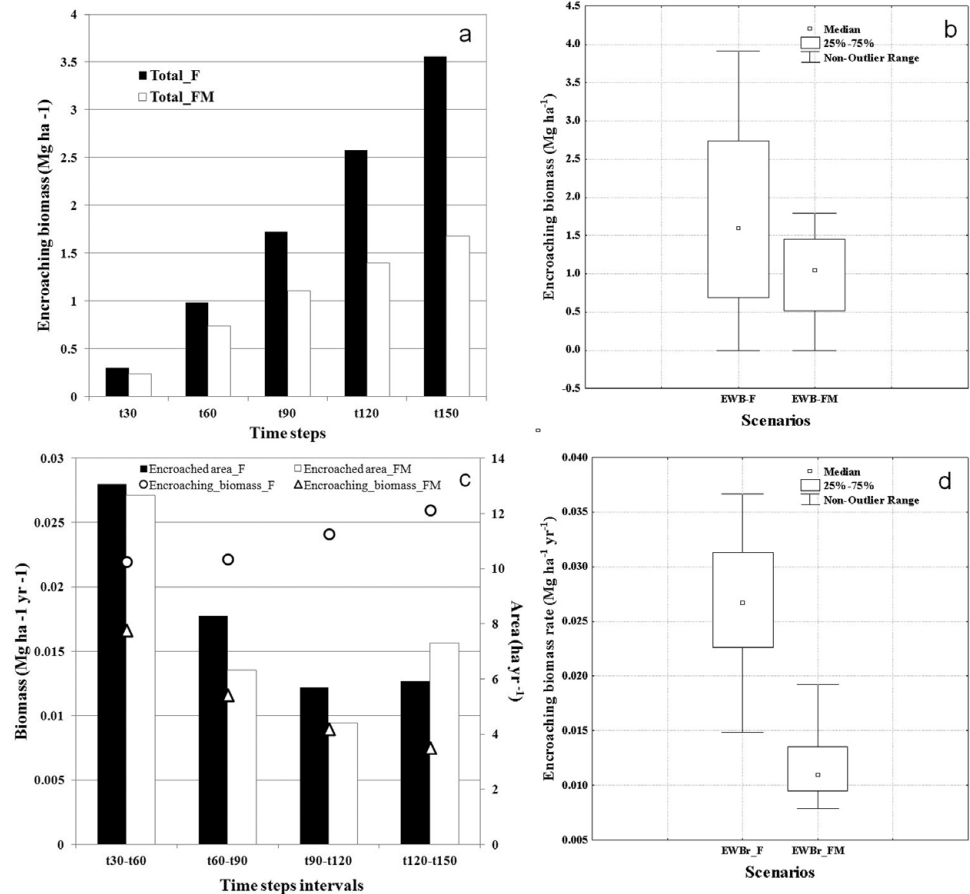 a
4
3.5
3
2.5
2
1.5
1
0.5
0
Encroaching biomass (Mg ha -1)
Total_F
Total_FM
t30 t60 t90 t120 t150
Time steps
b
Median
25%-75%
Non-Outlier Range
4.5
4.0
3.5
3.0
2.5
2.0
1.5
1.0
0.5
0.0
-0.5
Encroaching biomass (Mg ha⁻¹)
EWB-F EWB-FM
Scenarios
c
Encroached area_F Encroached area_FM
Encroaching_biomass_F Encroaching_biomass_FM
0.03
0.025
0.02
0.015
0.01
0.005
0
Biomass (Mg ha -1 yr -1)
14
12
10
8
6
4
2
0
Area (ha yr⁻¹)
t30-t60 t60-t90 t90-t120 t120-t150
Time steps intervals
d
Median
25%-75%
Non-Outlier Range
0.040
0.035
0.030
0.025
0.020
0.015
0.010
0.005
Encroaching biomass rate (Mg ha⁻¹ yr⁻¹)
EWBr_F EWBr_FM
Scenarios